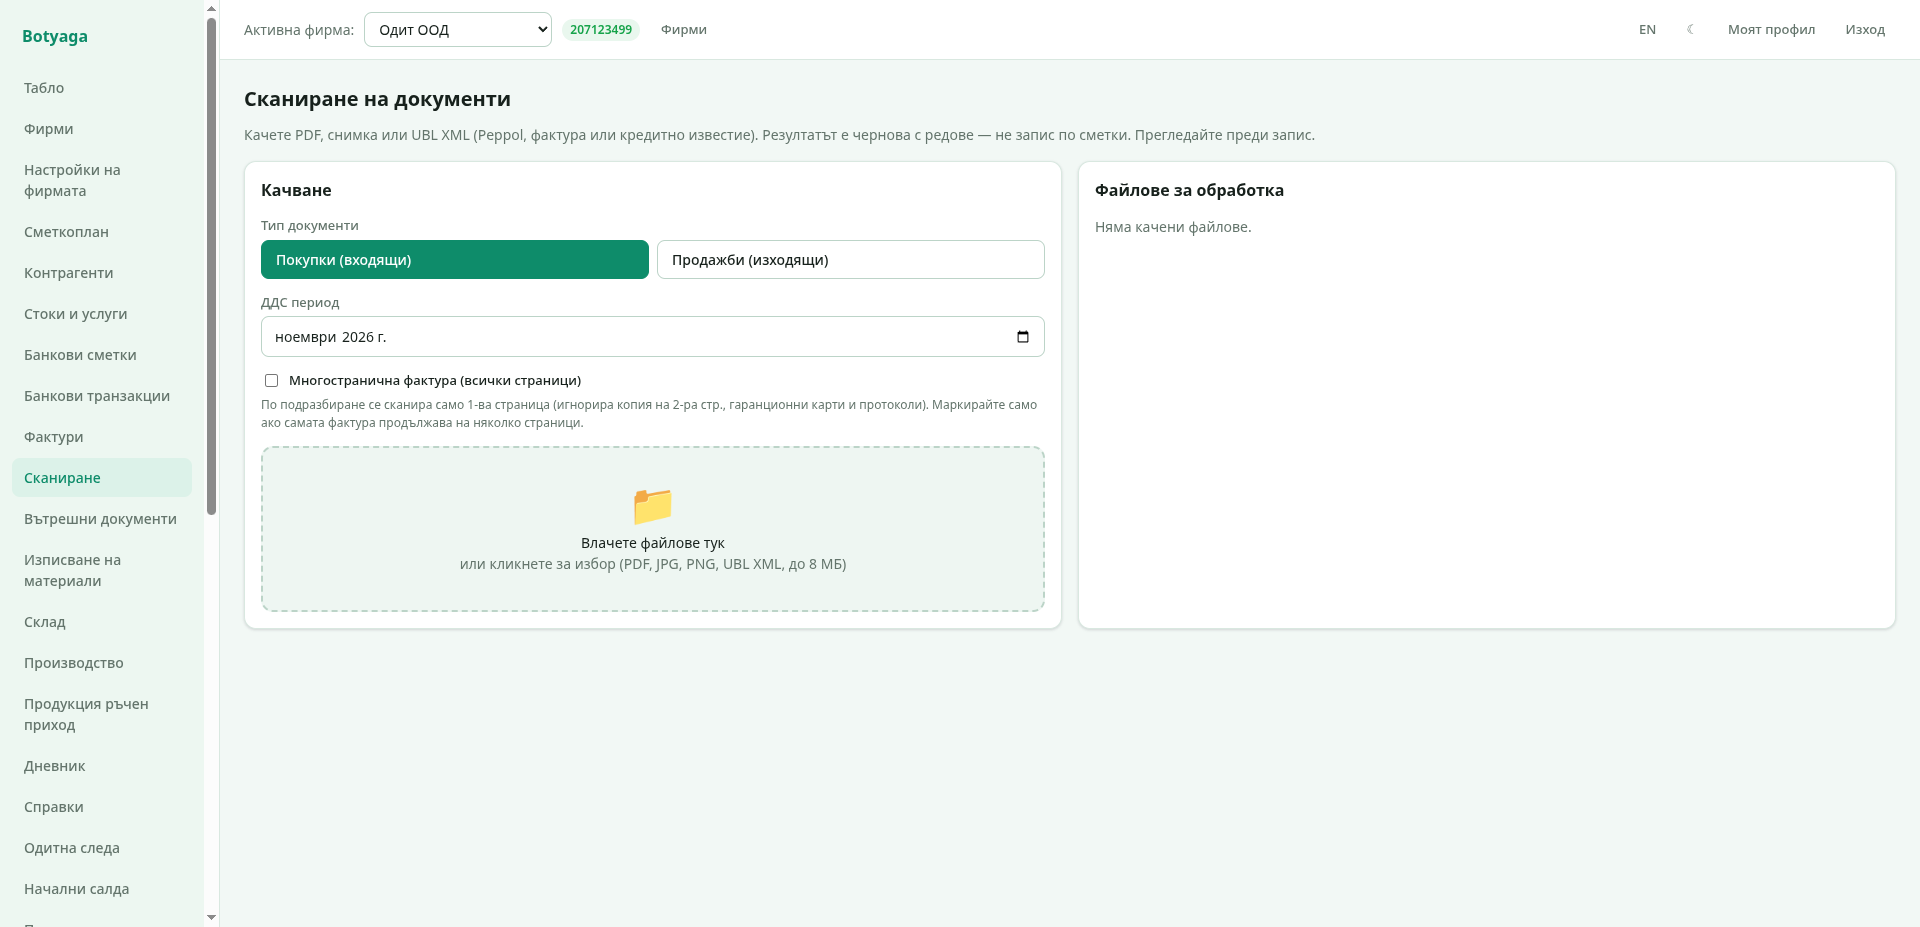 Botyaga
Табло
Фирми
Настройки на
фирмата
Сметкоплан
Контрагенти
Стоки и услуги
Банкови сметки
Банкови транзакции
Фактури
Сканиране
Вътрешни документи
Изписване на
материали
Склад
Производство
Продукция ръчен
приход
Дневник
Справки
Одитна следа
Начални салда
Активна фирма: Одит ООД 207123499 Фирми EN Моят профил Изход
Сканиране на документи
Качете PDF, снимка или UBL XML (Peppol, фактура или кредитно известие). Резултатът е чернова с редове — не запис по сметки. Прегледайте преди запис.
Качване
Тип документи
Покупки (входящи) Продажби (изходящи)
ДДС период
ноември 2026 г.
Многостранична фактура (всички страници)
По подразбиране се сканира само 1-ва страница (игнорира копия на 2-ра стр., гаранционни карти и протоколи). Маркирайте само
ако самата фактура продължава на няколко страници.
Влачете файлове тук
или кликнете за избор (PDF, JPG, PNG, UBL XML, до 8 МБ)
Файлове за обработка
Няма качени файлове.